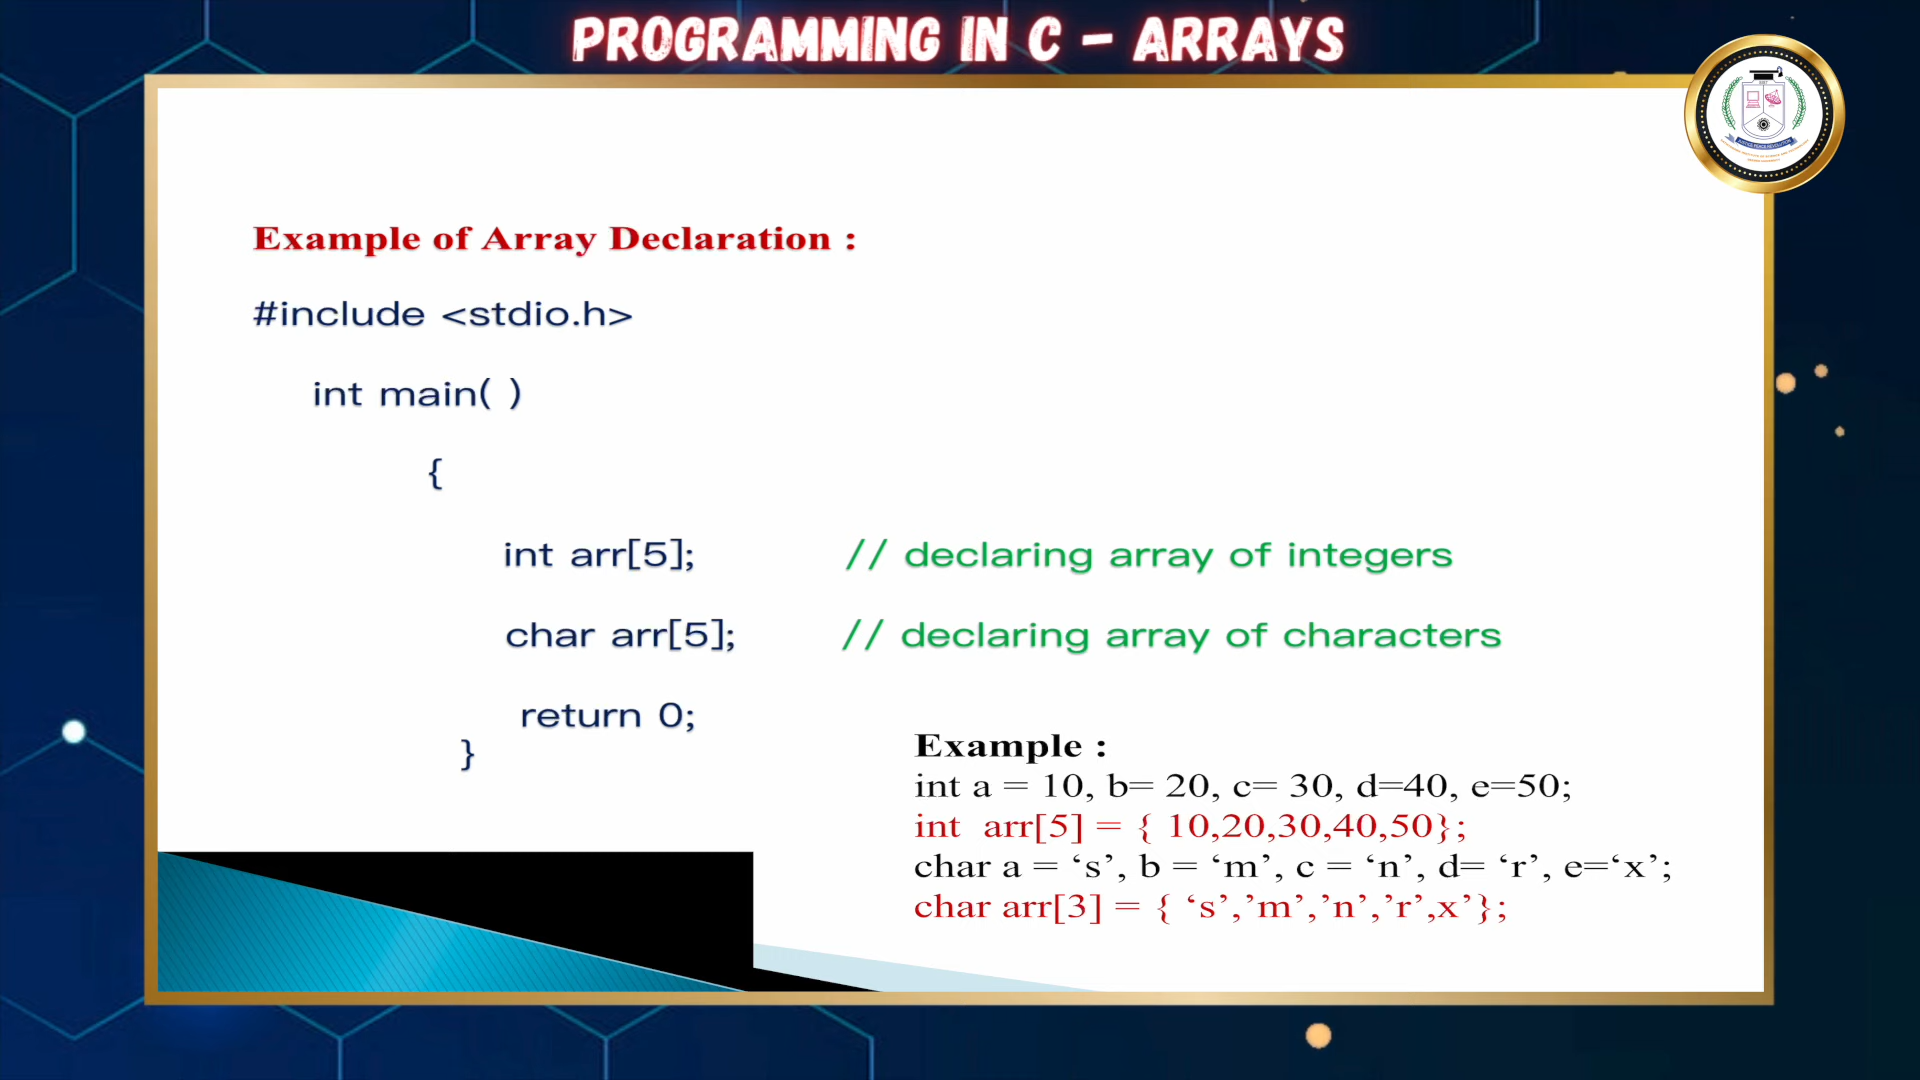 PROGRAMMING IN C - ARRAYS
Example of Array Declaration :
#include <stdio.h>
int main( )
{
int arr[5]; // declaring array of integers
char arr[5]; // declaring array of characters
return 0;
}
Example :
int a = 10, b= 20, c= 30, d=40, e=50;
int arr[5] = { 10,20,30,40,50};
char a = ‘s’, b = ‘m’, c = ‘n’, d= ‘r’, e=‘x’;
char arr[3] = { ‘s’,’m’,’n’,’r’,x’};